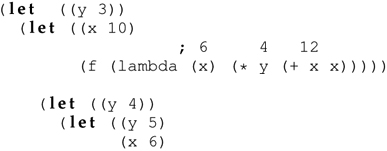 (let ((y 3))
(let ((x 10)
; 6 4 12
(f (lambda (x) (* y (+ x x)))))
(let ((y 4))
(let ((y 5)
(x 6)